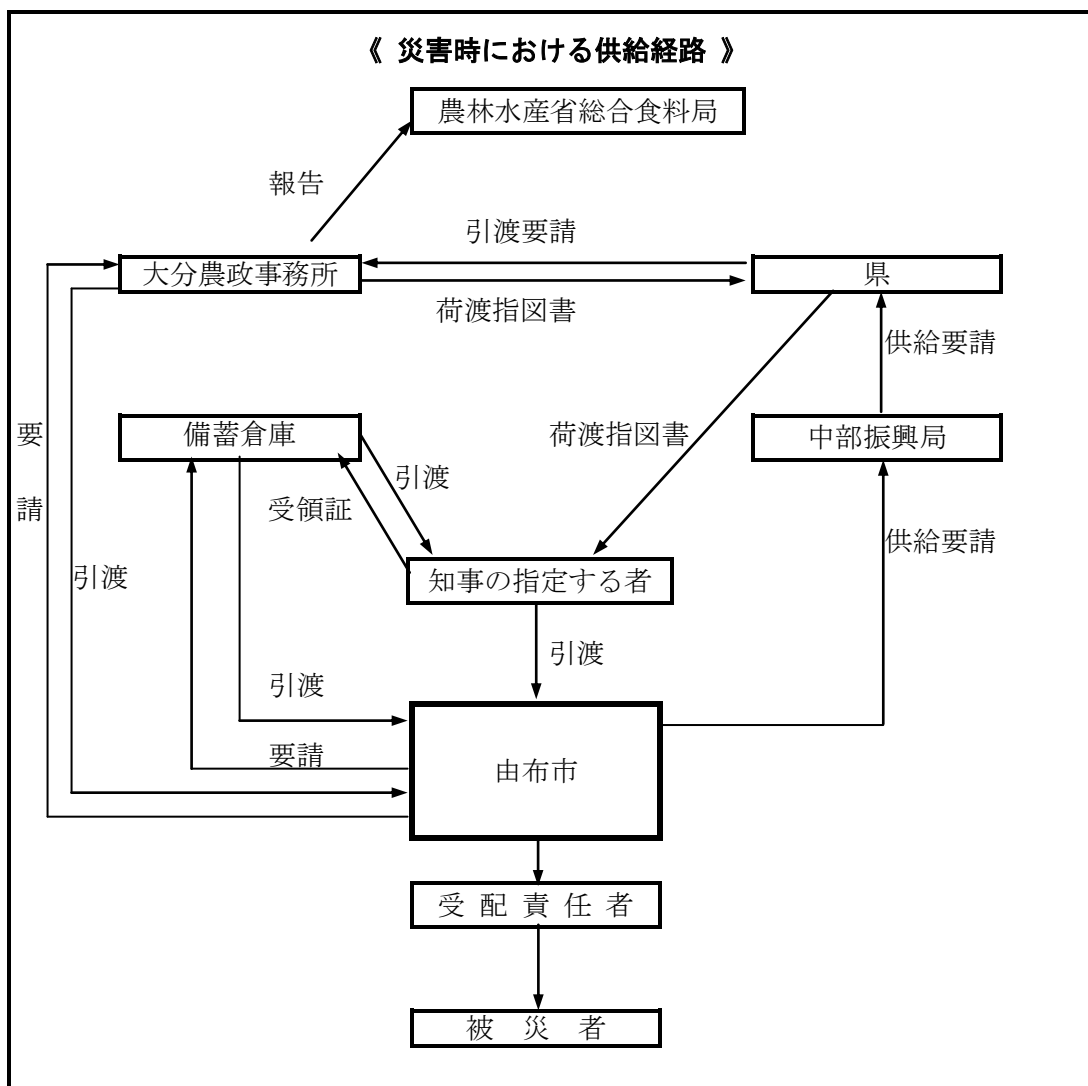 《 災害時における供給経路 》
農林水産省総合食料局
報告
引渡要請
大分農政事務所
県
荷渡指図書
供給要請
備蓄倉庫
荷渡指図書
中部振興局
要請
引渡
受領証
供給要請
知事の指定する者
引渡
引渡
引渡
要請
由布市
受 配 責 任 者
被 災 者